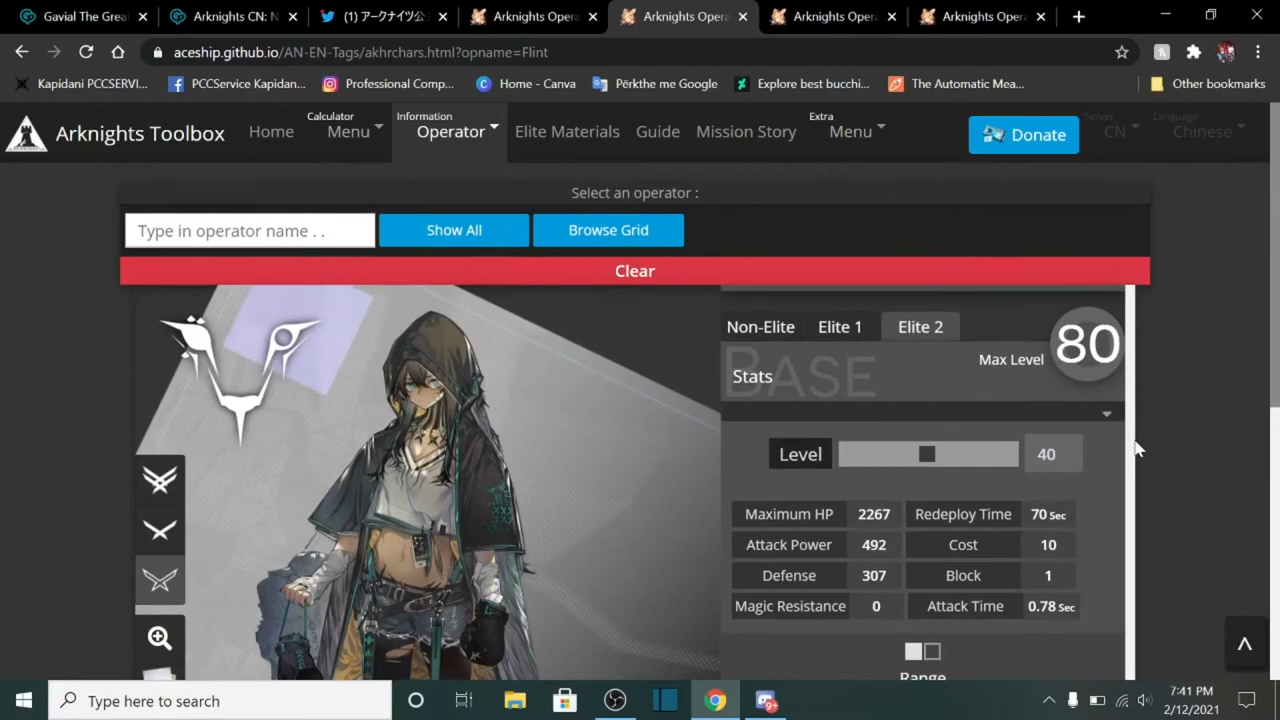 Gavial The Grea
Arknights CN: N
(1) アークナイツ公
Arknights Opera
Arknights Opera
Arknights Opera
Arknights Opera
aceship.github.io/AN-EN-Tags/akhrchars.html?opname=Flint
Kapidani PCCSERVI...
PCCService Kapidan...
Professional Comp...
Home - Canva
Përkthe me Google
Explore best bucchi...
The Automatic Mea...
Other bookmarks
Arknights Toolbox
Home
Calculator
Menu
Information
Operator
Elite Materials
Guide
Mission Story
Extra
Menu
Donate
Server
CN
Language
Chinese
Select an operator :
Type in operator name . .
Show All
Browse Grid
Clear
Non-Elite
Elite 1
Elite 2
Max Level
80
BASE
Stats
Level
40
Maximum HP 2267 Redeploy Time 70 Sec
Attack Power 492 Cost 10
Defense 307 Block 1
Magic Resistance 0 Attack Time 0.78 Sec
Range
Type here to search
9+
7:41 PM
2/12/2021